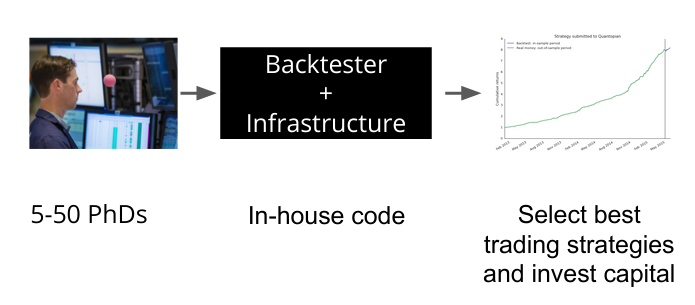 Backtester
+
Infrastructure
Strategy submitted to Quantopian
Backtest: in-sample period
Real money: out-of-sample period
Cumulative returns
5-50 PhDs
In-house code
Select best
trading strategies
and invest capital